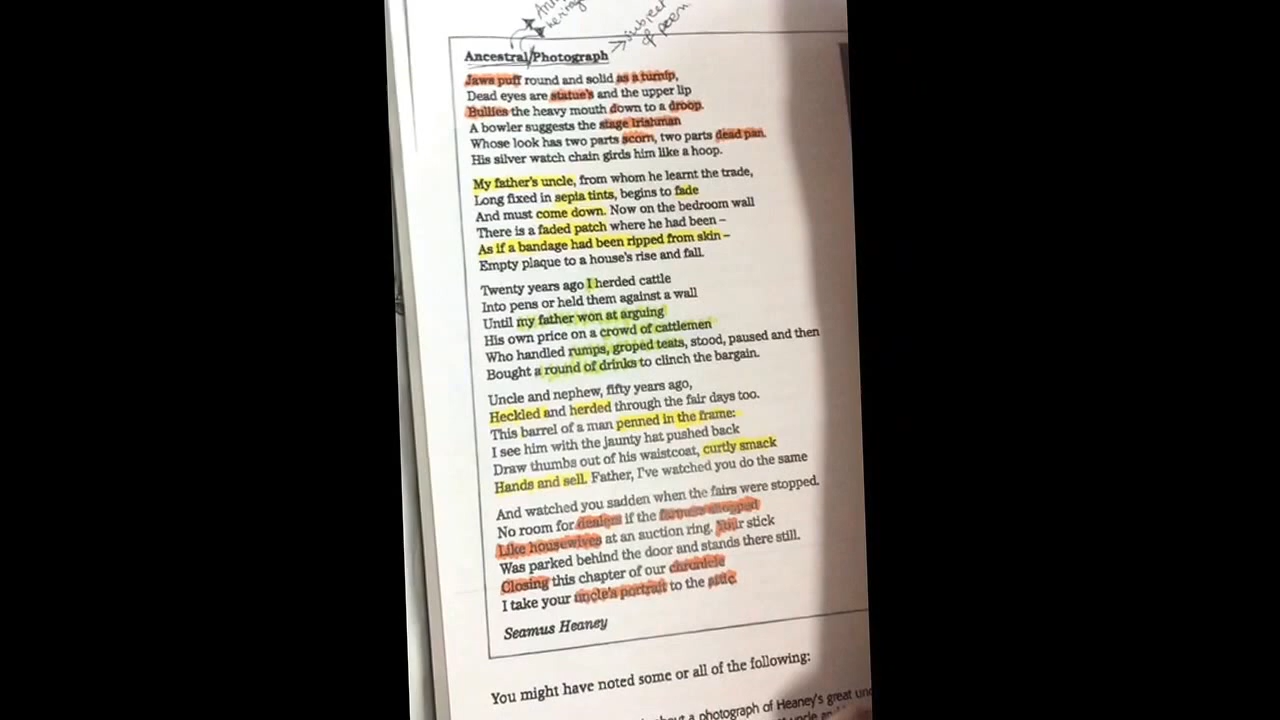 subject
of poem
Ancestral/Photograph
Jaws puff round and solid as a turnip,
Dead eyes are statue's and the upper lip
Bullies the heavy mouth down to a droop.
A bowler suggests the stage Irishman
Whose look has two parts scorn, two parts dead pan.
His silver watch chain girds him like a hoop.
My father's uncle, from whom he learnt the trade,
Long fixed in sepia tints, begins to fade
And must come down. Now on the bedroom wall
There is a faded patch where he had been –
As if a bandage had been ripped from skin –
Empty plaque to a house's rise and fall.
Twenty years ago I herded cattle
Into pens or held them against a wall
Until my father won at arguing
His own price on a crowd of cattlemen
Who handled rumps, groped teats, stood, paused and then
Bought a round of drinks to clinch the bargain.
Uncle and nephew, fifty years ago,
Heckled and herded through the fair days too.
This barrel of a man penned in the frame:
I see him with the jaunty hat pushed back
Draw thumbs out of his waistcoat, curtly smack
Hands and sell. Father, I've watched you do the same
And watched you sadden when the fairs were stopped.
No room for dealers if the farmers shopped
Like housewives at an auction ring. Your stick
Was parked behind the door and stands there still.
Closing this chapter of our chronicle
I take your uncle's portrait to the attic.
Seamus Heaney
You might have noted some or all of the following:
about a photograph of Heaney's great